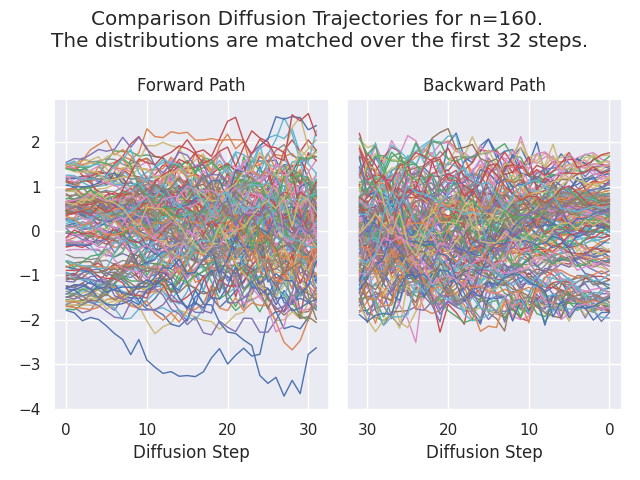 Comparison Diffusion Trajectories for n=160.
The distributions are matched over the first 32 steps.
Forward Path
Backward Path
2
1
0
−1
−2
−3
−4
0 10 20 30
30 20 10 0
Diffusion Step
Diffusion Step